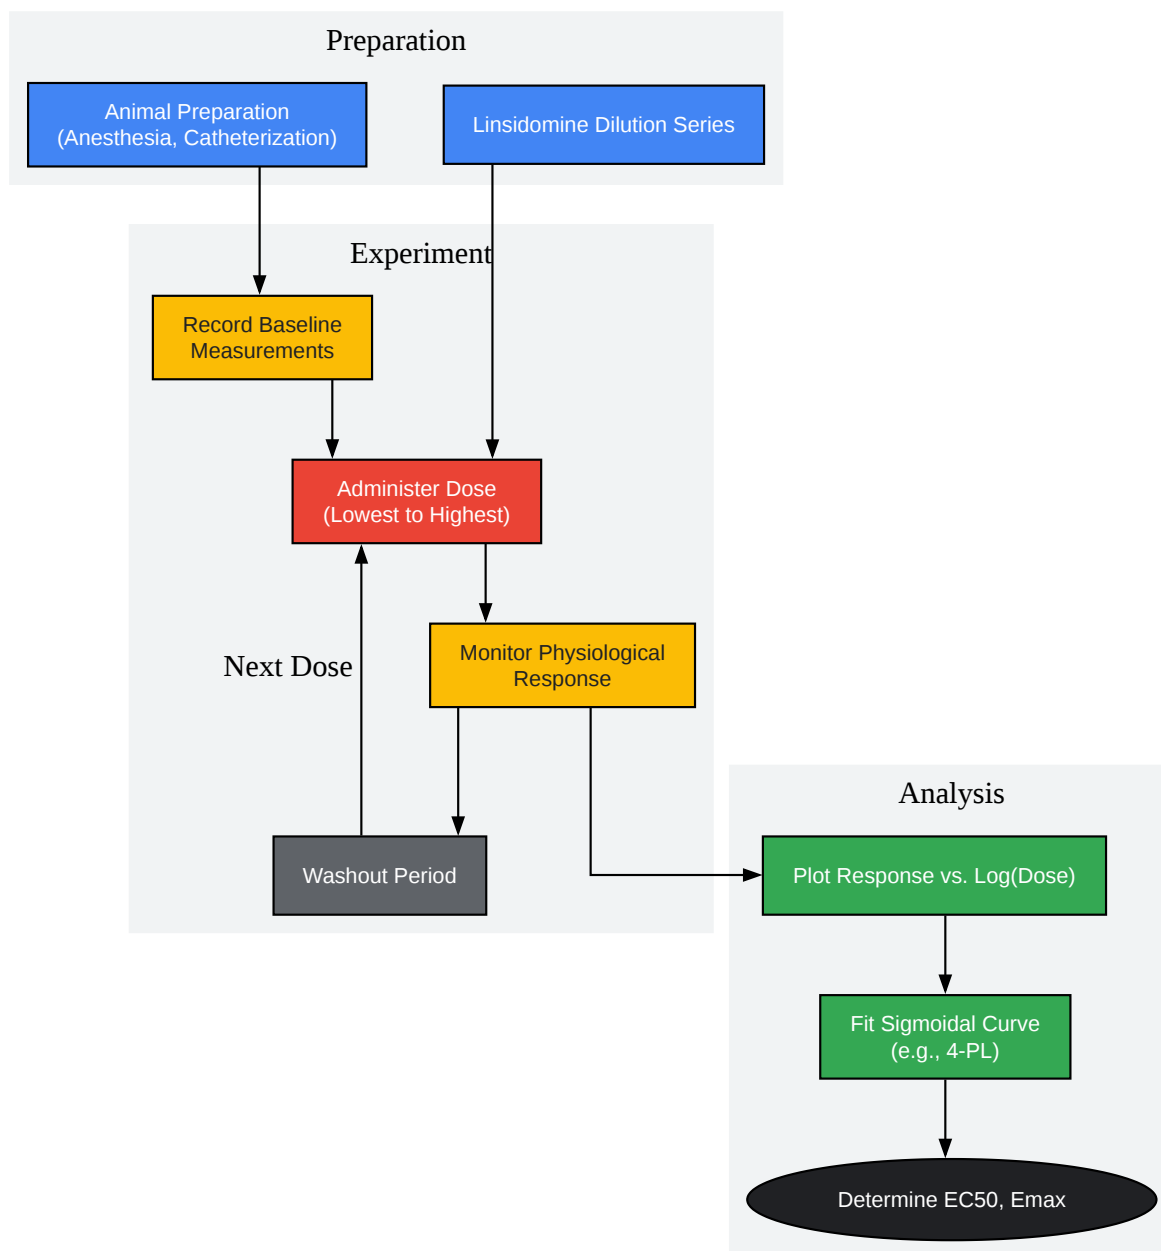 Preparation
Animal Preparation
(Anesthesia, Catheterization)
Linsidomine Dilution Series
Experiment
Record Baseline
Measurements
Administer Dose
(Lowest to Highest)
Monitor Physiological
Response
Next Dose
Washout Period
Analysis
Plot Response vs. Log(Dose)
Fit Sigmoidal Curve
(e.g., 4-PL)
Determine EC50, Emax